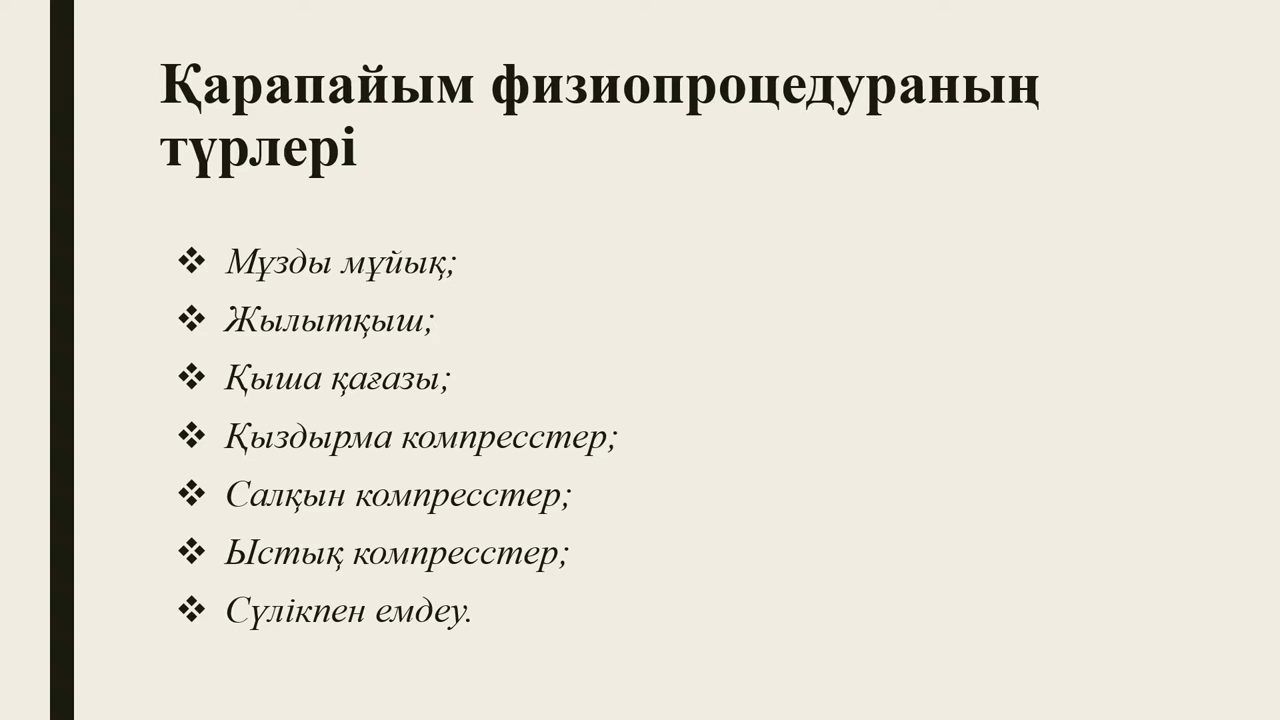 Қарапайым физиопроцедураның
түрлері
❖ Мұзды мұйық;
❖ Жылытқыш;
❖ Қыша қағазы;
❖ Қыздырма компресстер;
❖ Салқын компресстер;
❖ Ыстық компресстер;
❖ Сүлікпен емдеу.